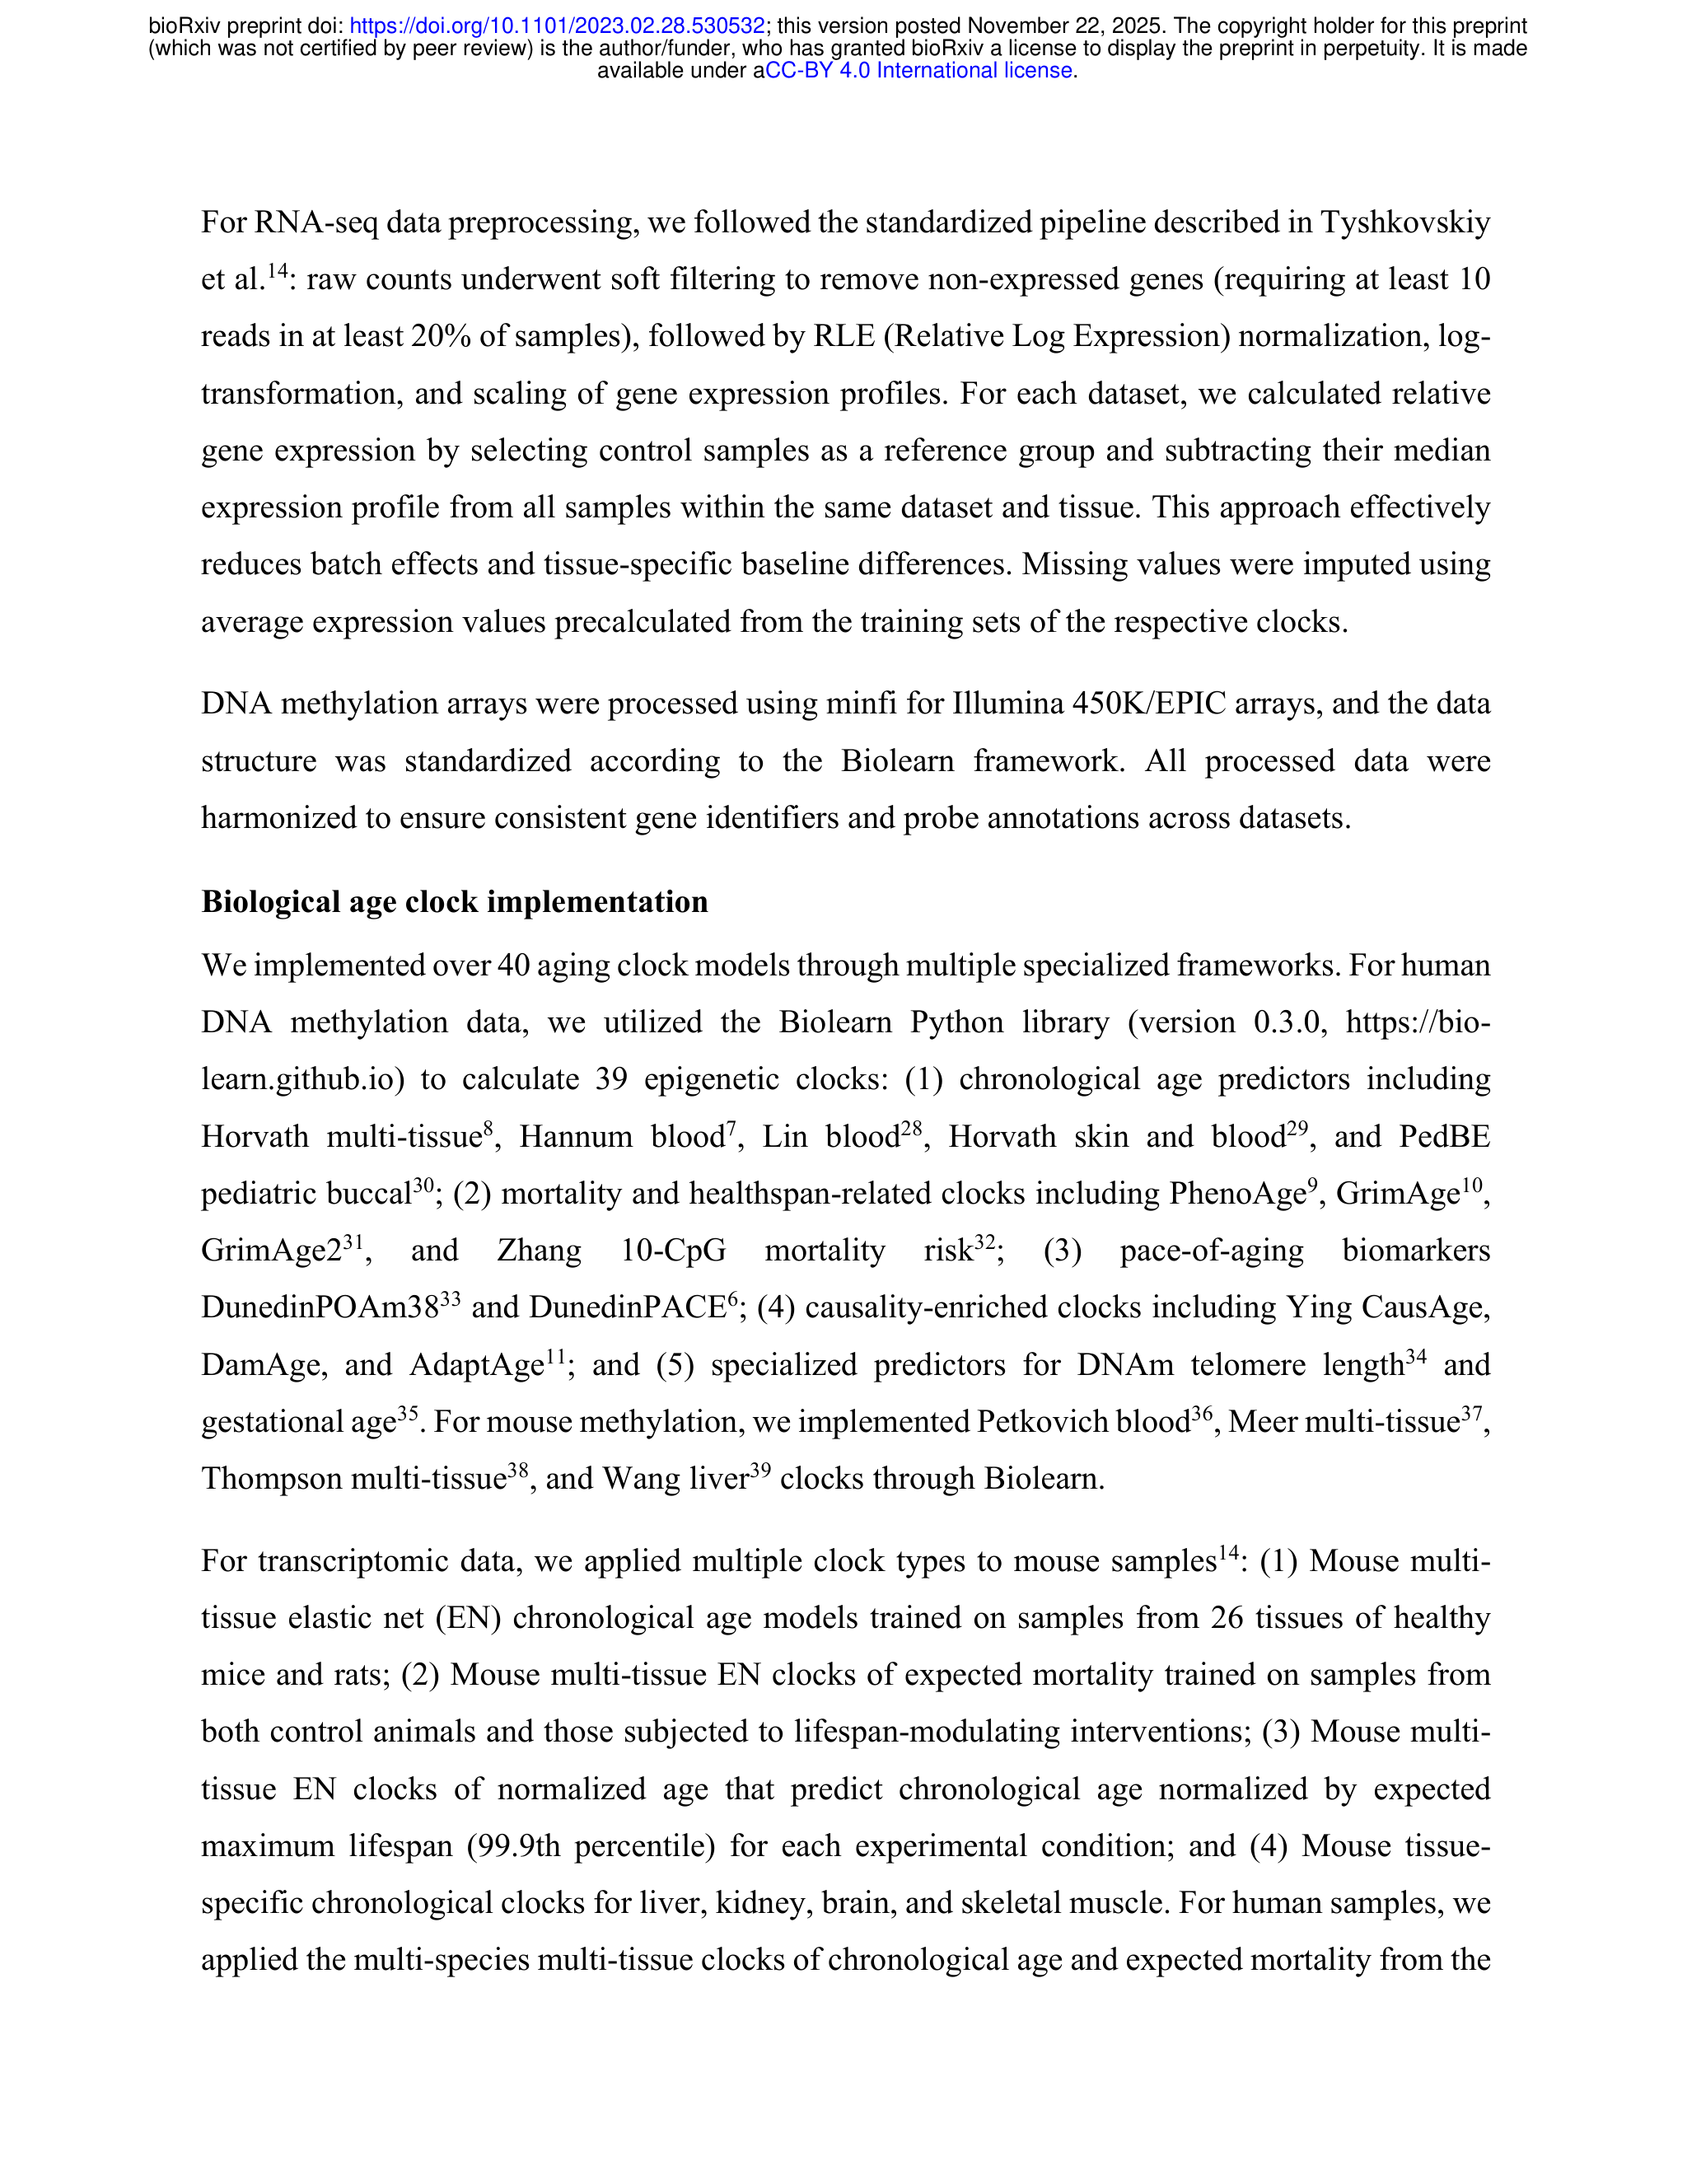 bioRxiv preprint doi: https://doi.org/10.1101/2023.02.28.530532; this version posted November 22, 2025. The copyright holder for this preprint
(which was not certified by peer review) is the author/funder, who has granted bioRxiv a license to display the preprint in perpetuity. It is made
available under aCC-BY 4.0 International license.
For RNA-seq data preprocessing, we followed the standardized pipeline described in Tyshkovskiy
et al.14: raw counts underwent soft filtering to remove non-expressed genes (requiring at least 10
reads in at least 20% of samples), followed by RLE (Relative Log Expression) normalization, log-
transformation, and scaling of gene expression profiles. For each dataset, we calculated relative
gene expression by selecting control samples as a reference group and subtracting their median
expression profile from all samples within the same dataset and tissue. This approach effectively
reduces batch effects and tissue-specific baseline differences. Missing values were imputed using
average expression values precalculated from the training sets of the respective clocks.
DNA methylation arrays were processed using minfi for Illumina 450K/EPIC arrays, and the data
structure was standardized according to the Biolearn framework. All processed data were
harmonized to ensure consistent gene identifiers and probe annotations across datasets.
Biological age clock implementation
We implemented over 40 aging clock models through multiple specialized frameworks. For human
DNA methylation data, we utilized the Biolearn Python library (version 0.3.0, https://bio-
learn.github.io) to calculate 39 epigenetic clocks: (1) chronological age predictors including
Horvath multi-tissue8, Hannum blood7, Lin blood28, Horvath skin and blood29, and PedBE
pediatric buccal30; (2) mortality and healthspan-related clocks including PhenoAge9, GrimAge10,
GrimAge231, and Zhang 10-CpG mortality risk32; (3) pace-of-aging biomarkers
DunedinPOAm3833 and DunedinPACE6; (4) causality-enriched clocks including Ying CausAge,
DamAge, and AdaptAge11; and (5) specialized predictors for DNAm telomere length34 and
gestational age35. For mouse methylation, we implemented Petkovich blood36, Meer multi-tissue37,
Thompson multi-tissue38, and Wang liver39 clocks through Biolearn.
For transcriptomic data, we applied multiple clock types to mouse samples14: (1) Mouse multi-
tissue elastic net (EN) chronological age models trained on samples from 26 tissues of healthy
mice and rats; (2) Mouse multi-tissue EN clocks of expected mortality trained on samples from
both control animals and those subjected to lifespan-modulating interventions; (3) Mouse multi-
tissue EN clocks of normalized age that predict chronological age normalized by expected
maximum lifespan (99.9th percentile) for each experimental condition; and (4) Mouse tissue-
specific chronological clocks for liver, kidney, brain, and skeletal muscle. For human samples, we
applied the multi-species multi-tissue clocks of chronological age and expected mortality from the